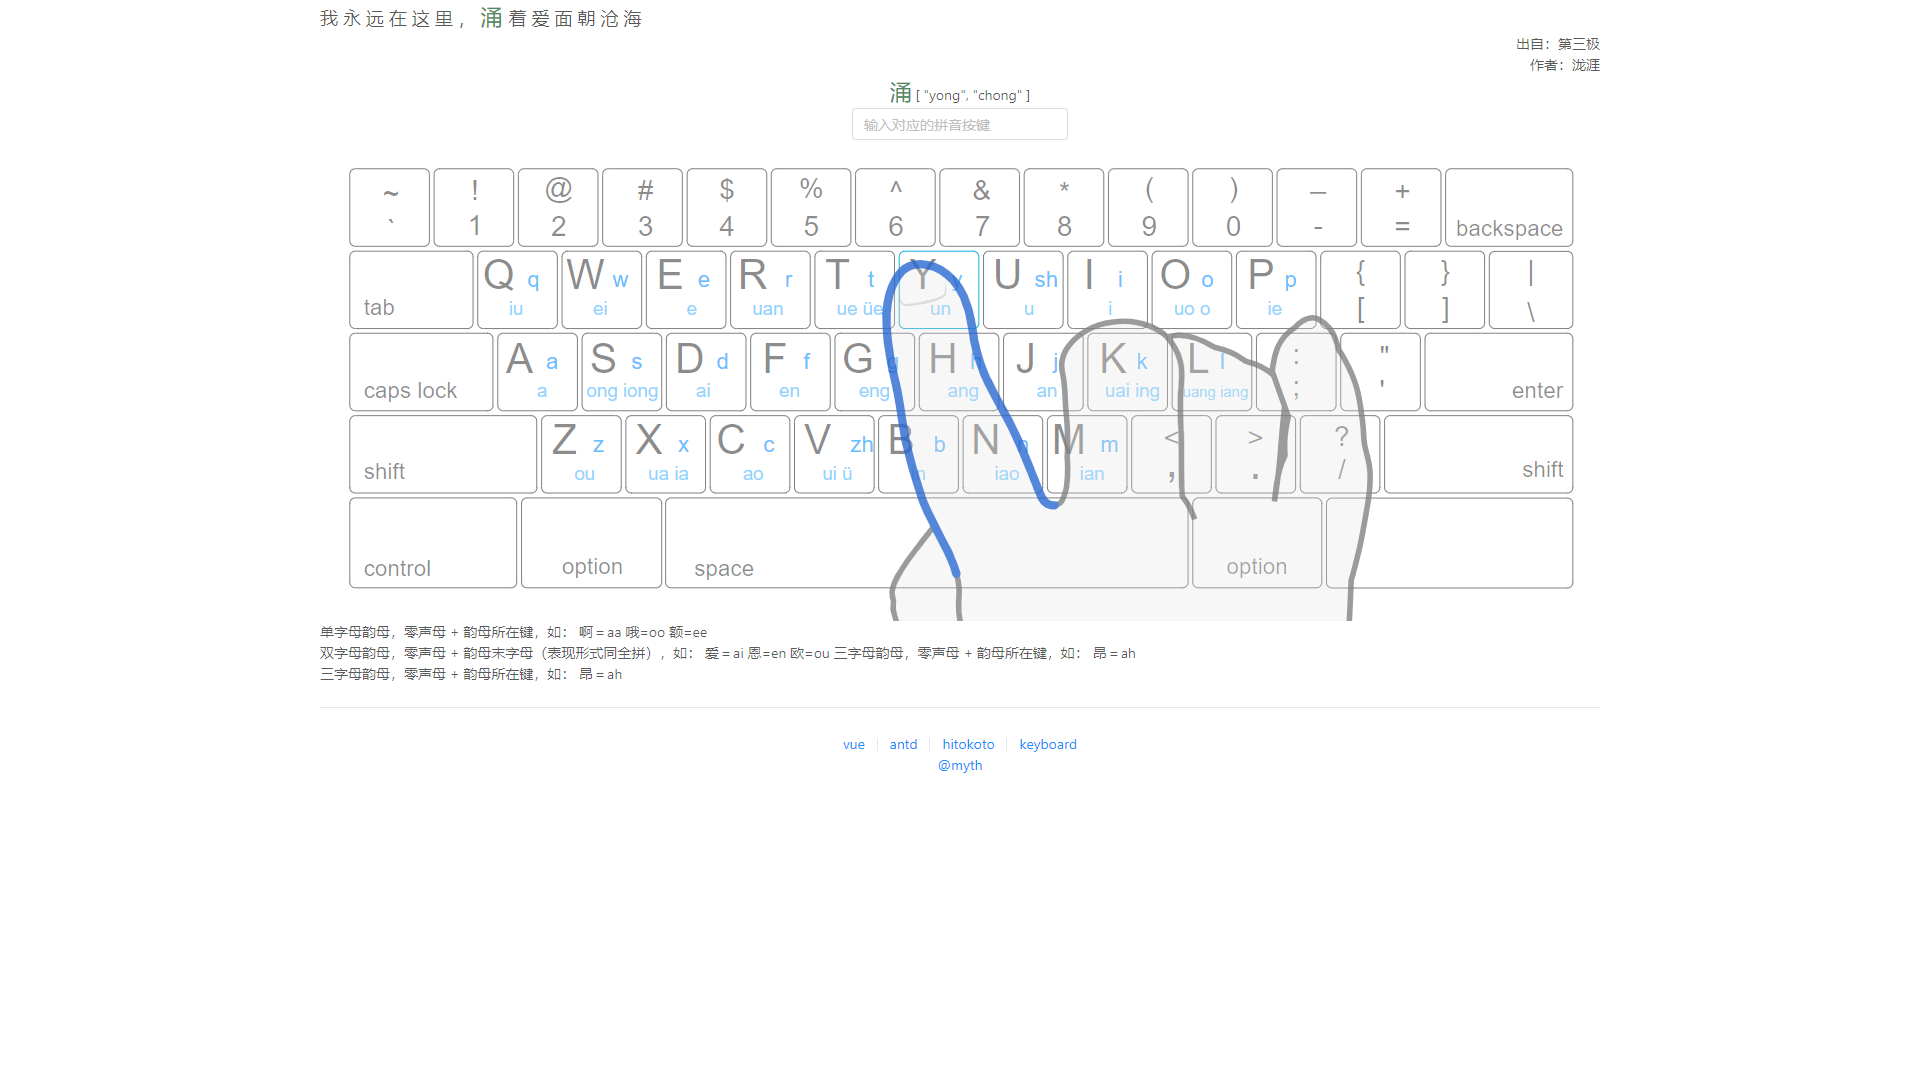 我永远在这里，涌着爱面朝沧海
出自：第三极
作者：泷涯
涌 [ "yong", "chong" ]
输入对应的拼音按键
~ ! @ # $ % ^ & * ( ) — +
` 1 2 3 4 5 6 7 8 9 0 - = backspace
Q q W w E e R r T t Y y U sh I i O o P p { } |
tab iu ei e uan ue üe un u i uo o ie [ ] \
A a S s D d F f G g H h J j K k L l : "
caps lock a ong iong ai en eng ang an uai ing uang iang ; ' enter
Z z X x C c V zh B b N n M m < > ?
shift ou ua ia ao ui ü in iao ian , . / shift
control option space option
单字母韵母，零声母 + 韵母所在键，如： 啊＝aa 哦=oo 额=ee
双字母韵母，零声母 + 韵母末字母（表现形式同全拼）, 如： 爱＝ai 恩=en 欧=ou 三字母韵母，零声母 + 韵母所在键，如： 昂＝ah
三字母韵母，零声母 + 韵母所在键，如： 昂＝ah
vue antd hitokoto keyboard
@myth